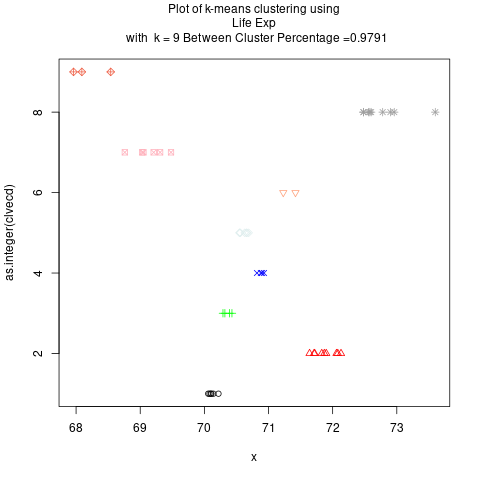 Plot of k-means clustering using
Life Exp
with  k = 9 Between Cluster Percentage =0.9791
as.integer(clvecd)
8
6
4
2
68 69 70 71 72 73
x